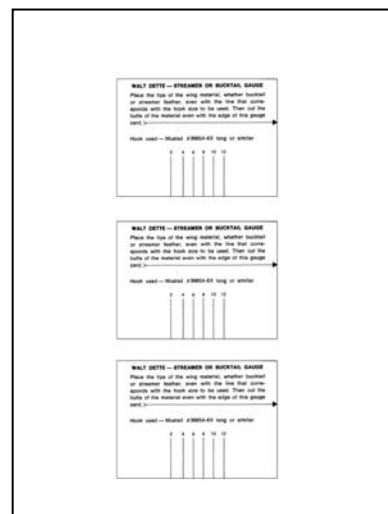 WALT DETTE — STREAMER OR BUCKTAIL GAUGE
Place the tips of the wing material, whether bucktail
or streamer feather, even with the line that corre-
sponds with the hook size to be used. Then cut the
butts of the material even with the edge of this gauge
card.
Hook used — Mustad 6X long or similar
2 4 6 8 10 12
WALT DETTE — STREAMER OR BUCKTAIL GAUGE
Place the tips of the wing material, whether bucktail
or streamer feather, even with the line that corre-
sponds with the hook size to be used. Then cut the
butts of the material even with the edge of this gauge
card.
Hook used — Mustad 6X long or similar
2 4 6 8 10 12
WALT DETTE — STREAMER OR BUCKTAIL GAUGE
Place the tips of the wing material, whether bucktail
or streamer feather, even with the line that corre-
sponds with the hook size to be used. Then cut the
butts of the material even with the edge of this gauge
card.
Hook used — Mustad 6X long or similar
2 4 6 8 10 12